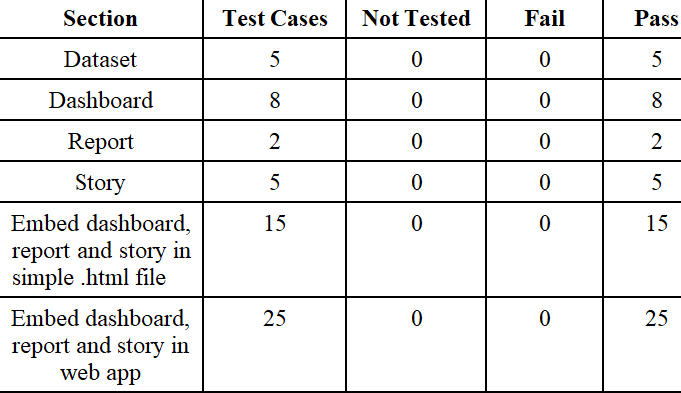 Section Test Cases Not Tested Fail Pass
Dataset 5 0 0 5
Dashboard 8 0 0 8
Report 2 0 0 2
Story 5 0 0 5
Embed dashboard, 15 0 0 15
report and story in
simple .html file
Embed dashboard, 25 0 0 25
report and story in
web app